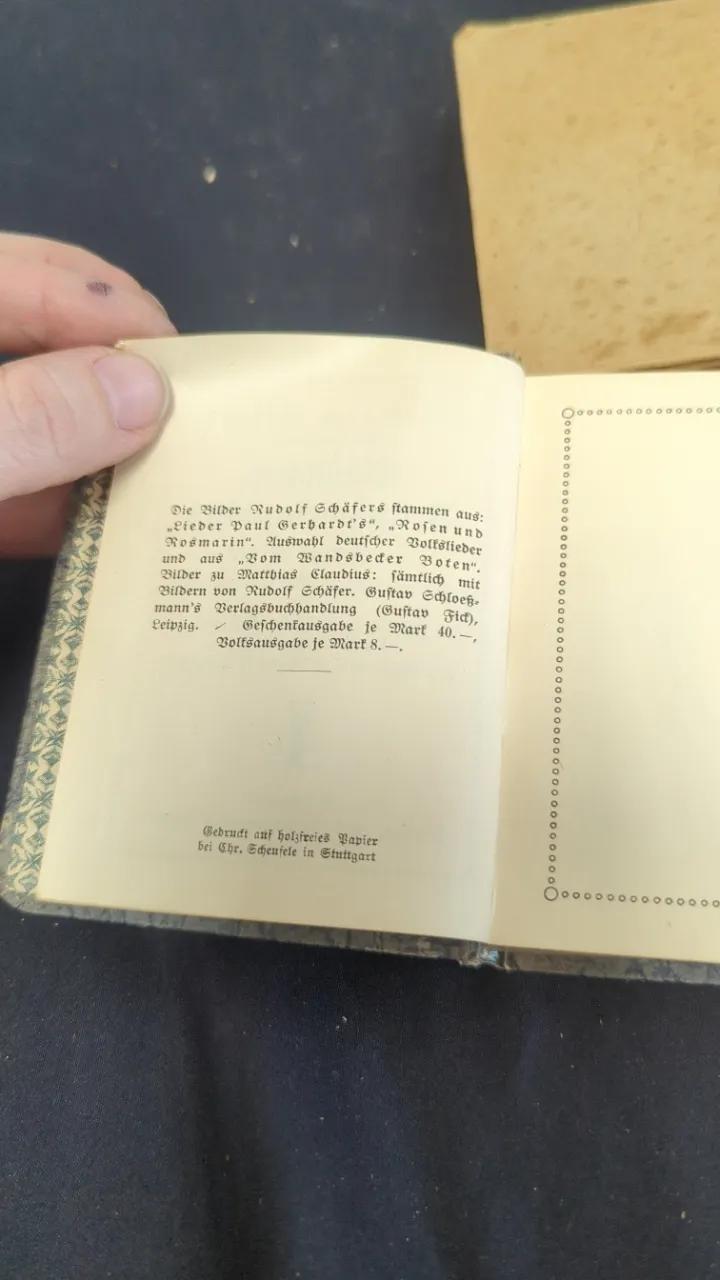 Die Bilder Rudolf Schäfers stammen aus:
„Lieder Paul Gerhardt's“, „Rosen und
Rosmarin“. Auswahl deutscher Volkslieder
und aus „Vom Wandsbecker Boten“.
Bilder zu Matthias Claudius: sämtlich mit
Bildern von Rudolf Schäfer. Gustav Schloeß-
mann's Verlagsbuchhandlung (Gustav Fick),
Leipzig. / Geschenkausgabe je Mark 40.—,
Volksausgabe je Mark 8.—.
Gedruckt auf holzfreies Papier
bei Chr. Scheufele in Stuttgart